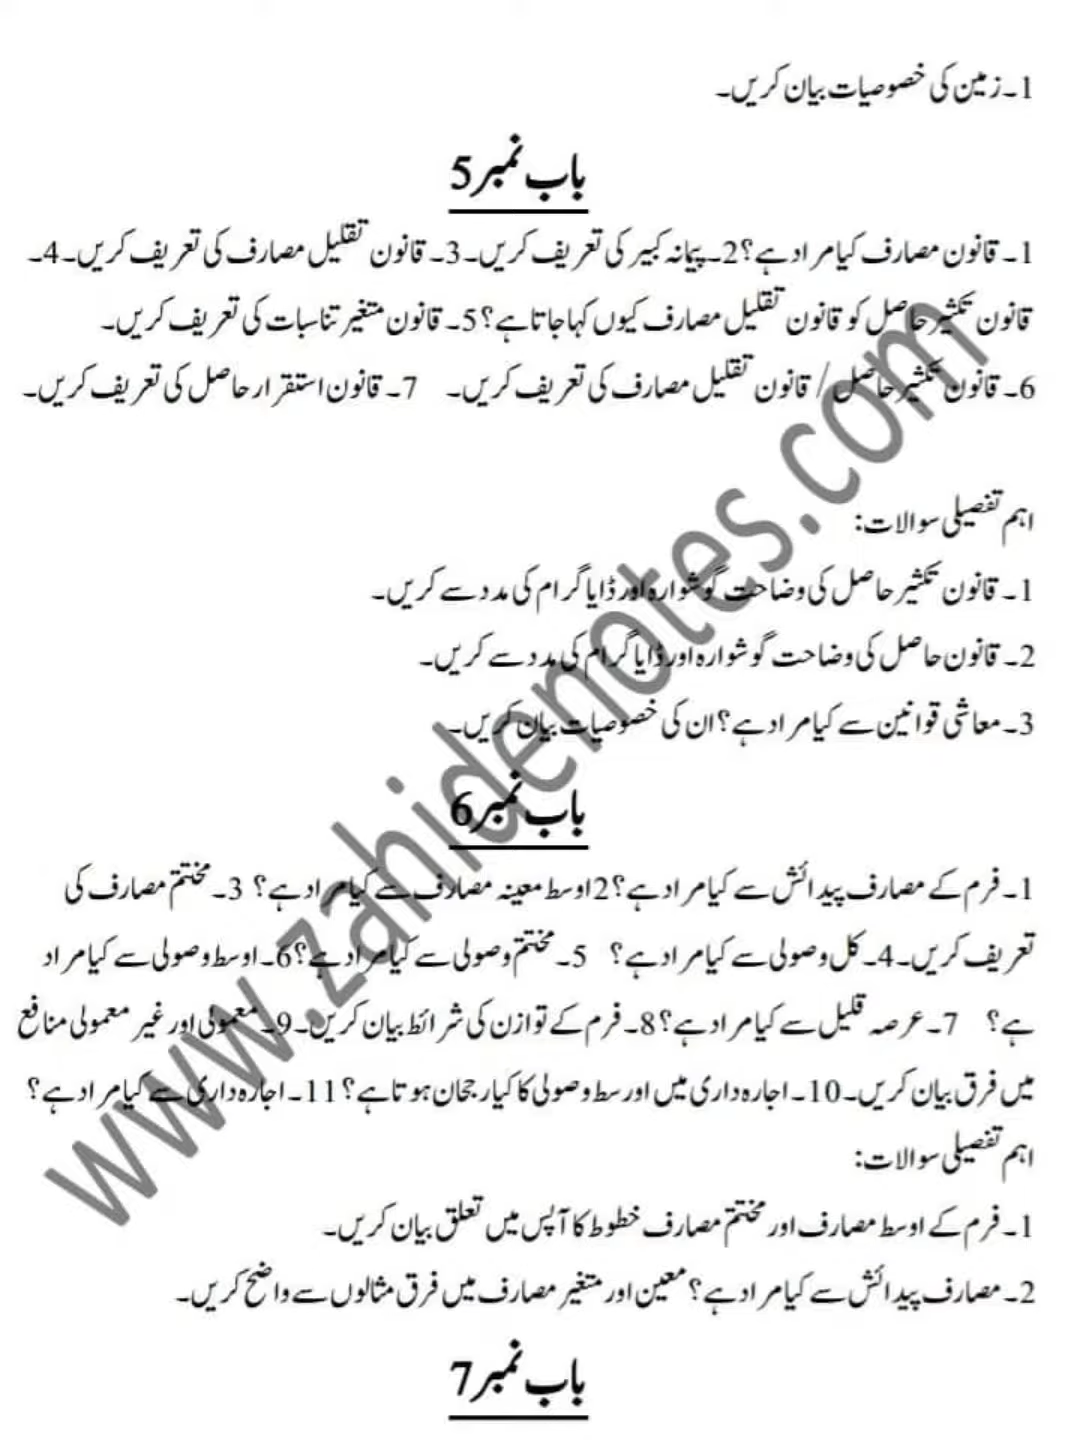 1۔ زمین کی خصوصیات بیان کریں۔
باب نمبر 5
1۔ قانون مصارف کیا مراد ہے؟ 2۔ پیمانہ کبیر کی تعریف کریں۔ 3۔ قانون تقلیل مصارف کی تعریف کریں۔ 4۔
قانون تکثیر حاصل کو قانون تقلیل مصارف کیوں کہا جاتا ہے؟ 5۔ قانون متغیر تناسبات کی تعریف کریں۔
6۔ قانون تکثیر حاصل / قانون تقلیل مصارف کی تعریف کریں۔ 7۔ قانون استقرار حاصل کی تعریف کریں۔
اہم تفصیلی سوالات:
1۔ قانون تکثیر حاصل کی وضاحت گوشوارہ اور ڈایا گرام کی مدد سے کریں۔
2۔ قانون حاصل کی وضاحت گوشوارہ اور ڈایا گرام کی مدد سے کریں۔
3۔ معاشی قوانین سے کیا مراد ہے؟ ان کی خصوصیات بیان کریں۔
باب نمبر 6
1۔ فرم کے مصارف پیدائش سے کیا مراد ہے؟ 2 اوسط معینہ مصارف سے کیا مراد ہے؟ 3۔ مختتم مصارف کی
تعریف کریں۔ 4۔ کل وصولی سے کیا مراد ہے؟ 5۔ مختتم وصولی سے کیا مراد ہے؟ 6۔ اوسط وصولی سے کیا مراد
ہے؟ 7۔ عرصہ قلیل سے کیا مراد ہے؟ 8۔ فرم کے توازن کی شرائط بیان کریں۔ 9۔ معمولی اور غیر معمولی منافع
میں فرق بیان کریں۔ 10۔ اجارہ داری میں اور سط وصولی کا کیا رجحان ہوتا ہے؟ 11۔ اجارہ داری سے کیا مراد ہے؟
اہم تفصیلی سوالات:
1۔ فرم کے اوسط مصارف اور مختتم مصارف خطوط کا آپس میں تعلق بیان کریں۔
2۔ مصارف پیدائش سے کیا مراد ہے؟ معین اور متغیر مصارف میں فرق مثالوں سے واضح کریں۔
باب نمبر 7
www.zahidenotes.com